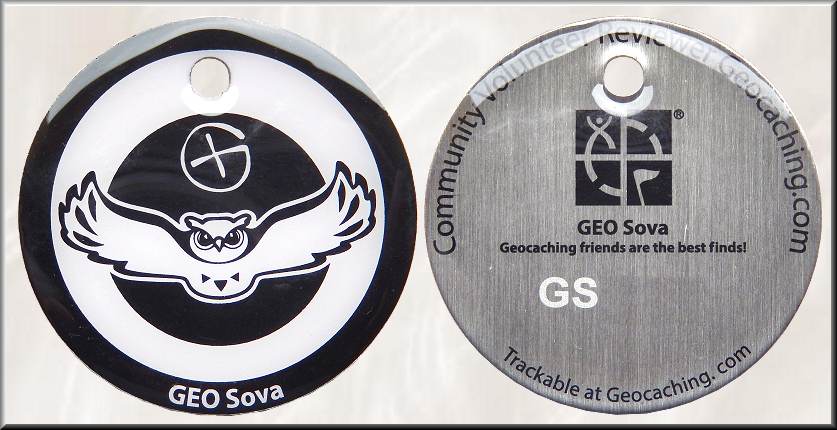 GEO Sova
Community Volunteer Reviewer Geocaching.com
®
GEO Sova
Geocaching friends are the best finds!
GS
Trackable at Geocaching. com